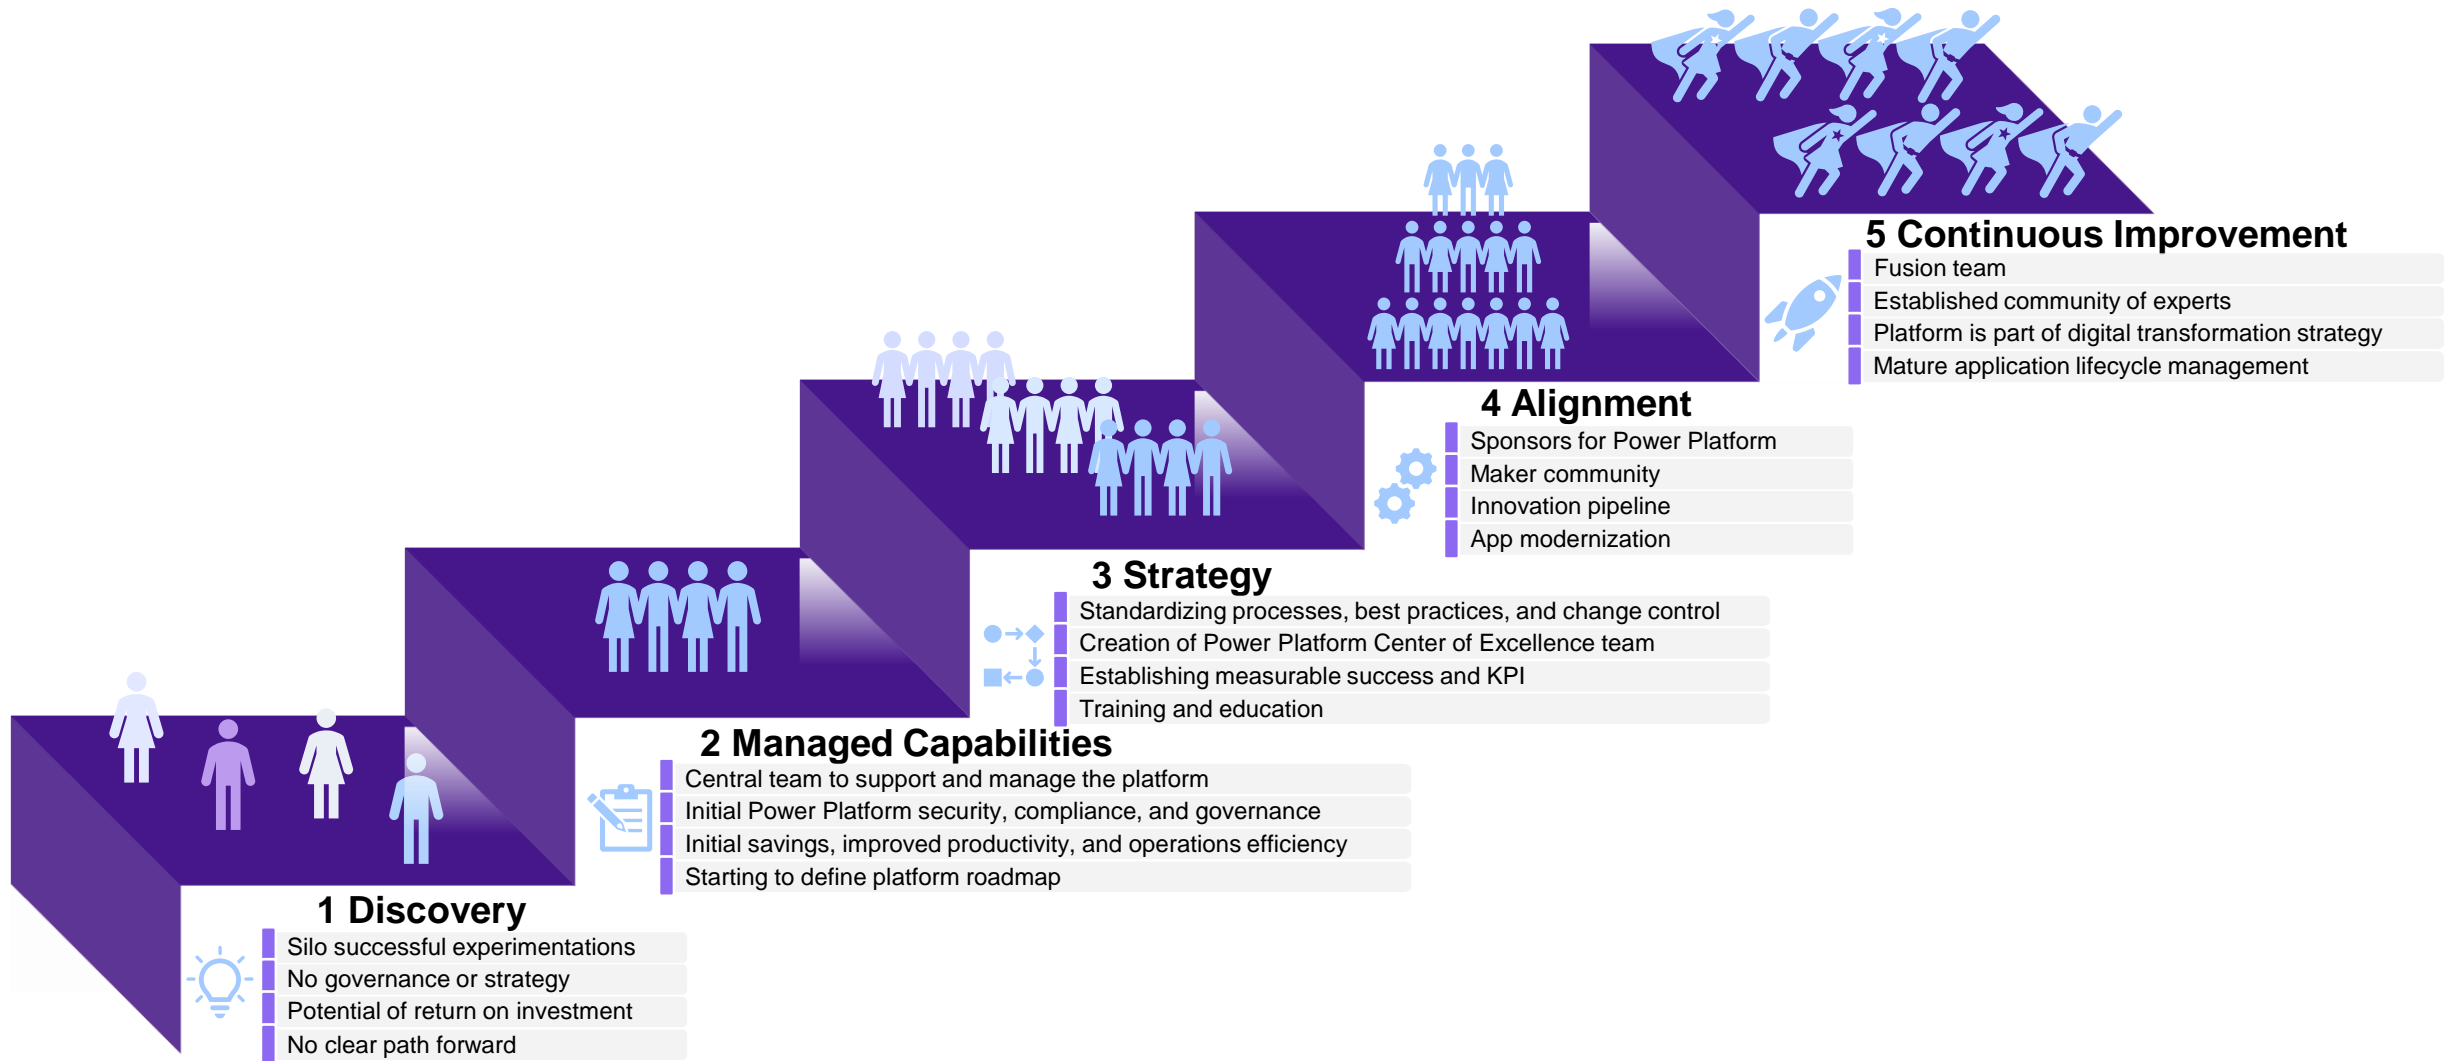 5 Continuous Improvement
Fusion team
Established community of experts
Platform is part of digital transformation strategy
Mature application lifecycle management
4 Alignment
Sponsors for Power Platform
Maker community
Innovation pipeline
App modernization
3 Strategy
Standardizing processes, best practices, and change control
Creation of Power Platform Center of Excellence team
Establishing measurable success and KPI
Training and education
2 Managed Capabilities
Central team to support and manage the platform
Initial Power Platform security, compliance, and governance
Initial savings, improved productivity, and operations efficiency
Starting to define platform roadmap
1 Discovery
Silo successful experimentations
No governance or strategy
Potential of return on investment
No clear path forward